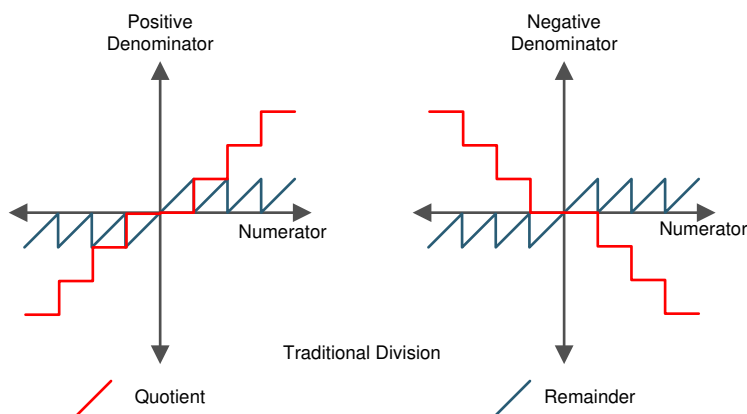 Positive
Denominator
Negative
Denominator
Numerator
Numerator
Traditional Division
Quotient
Remainder